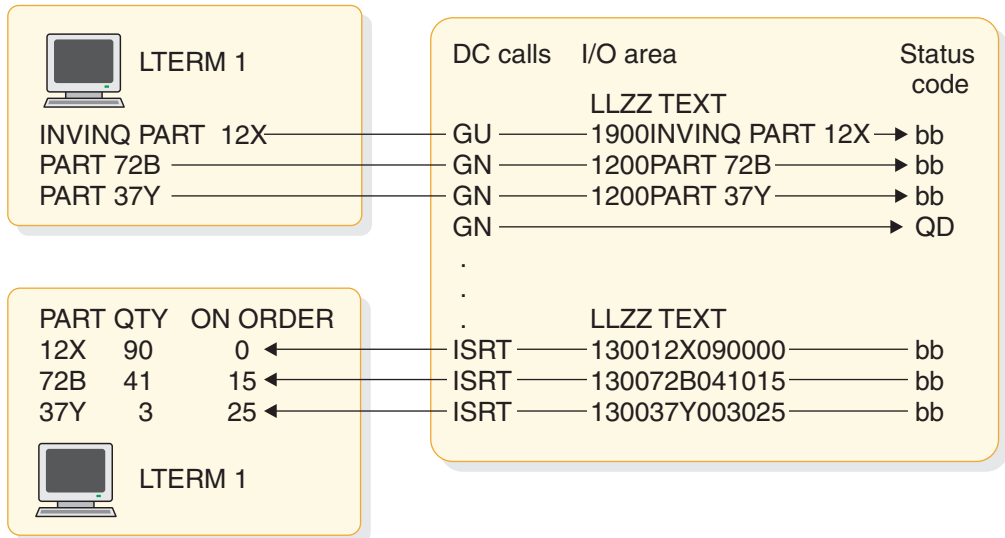 LTERM 1
INVINQ PART 12X
PART 72B
PART 37Y
DC calls I/O area Status code
LLZZ TEXT
GU 1900INVINQ PART 12X bb
GN 1200PART 72B bb
GN 1200PART 37Y bb
GN QD
.
.
. LLZZ TEXT
ISRT 130012X090000 bb
ISRT 130072B041015 bb
ISRT 130037Y003025 bb
PART QTY ON ORDER
12X 90 0
72B 41 15
37Y 3 25
LTERM 1